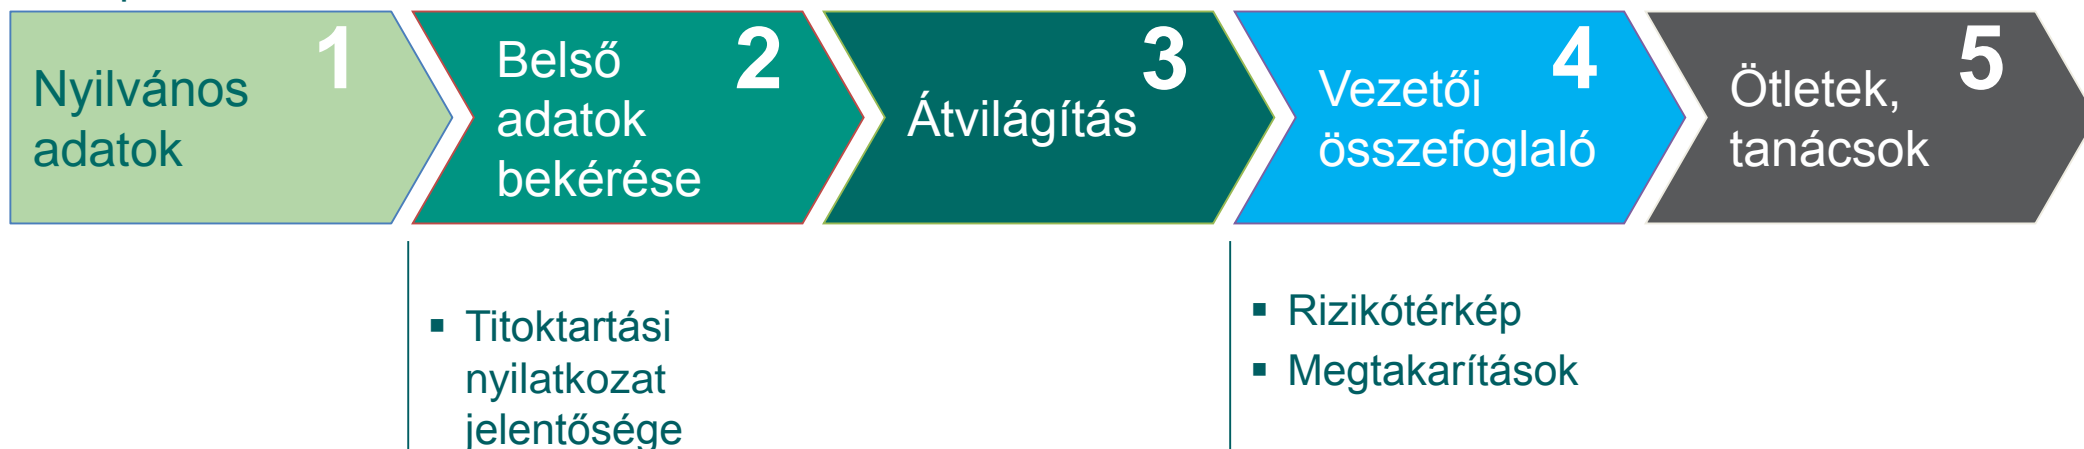 1
Nyilvános
adatok
2
Belső
adatok
bekérése
3
Átvilágítás
4
Vezetői
összefoglaló
5
Ötletek,
tanácsok
▪ Titoktartási
nyilatkozat
jelentősége
▪ Rizikótérkép
▪ Megtakarítások